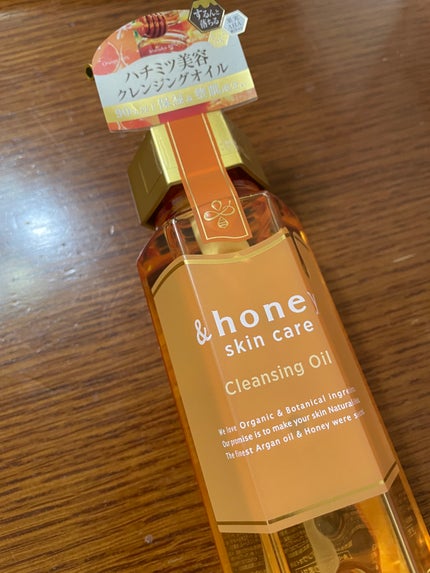 するんと
落ちる
ハチミツ美容
クレンジングオイル
&honey
skin care
Cleansing Oil
We love Organic & Botanical
Our promise is to make your skin
The finest Argan oil & Honey were